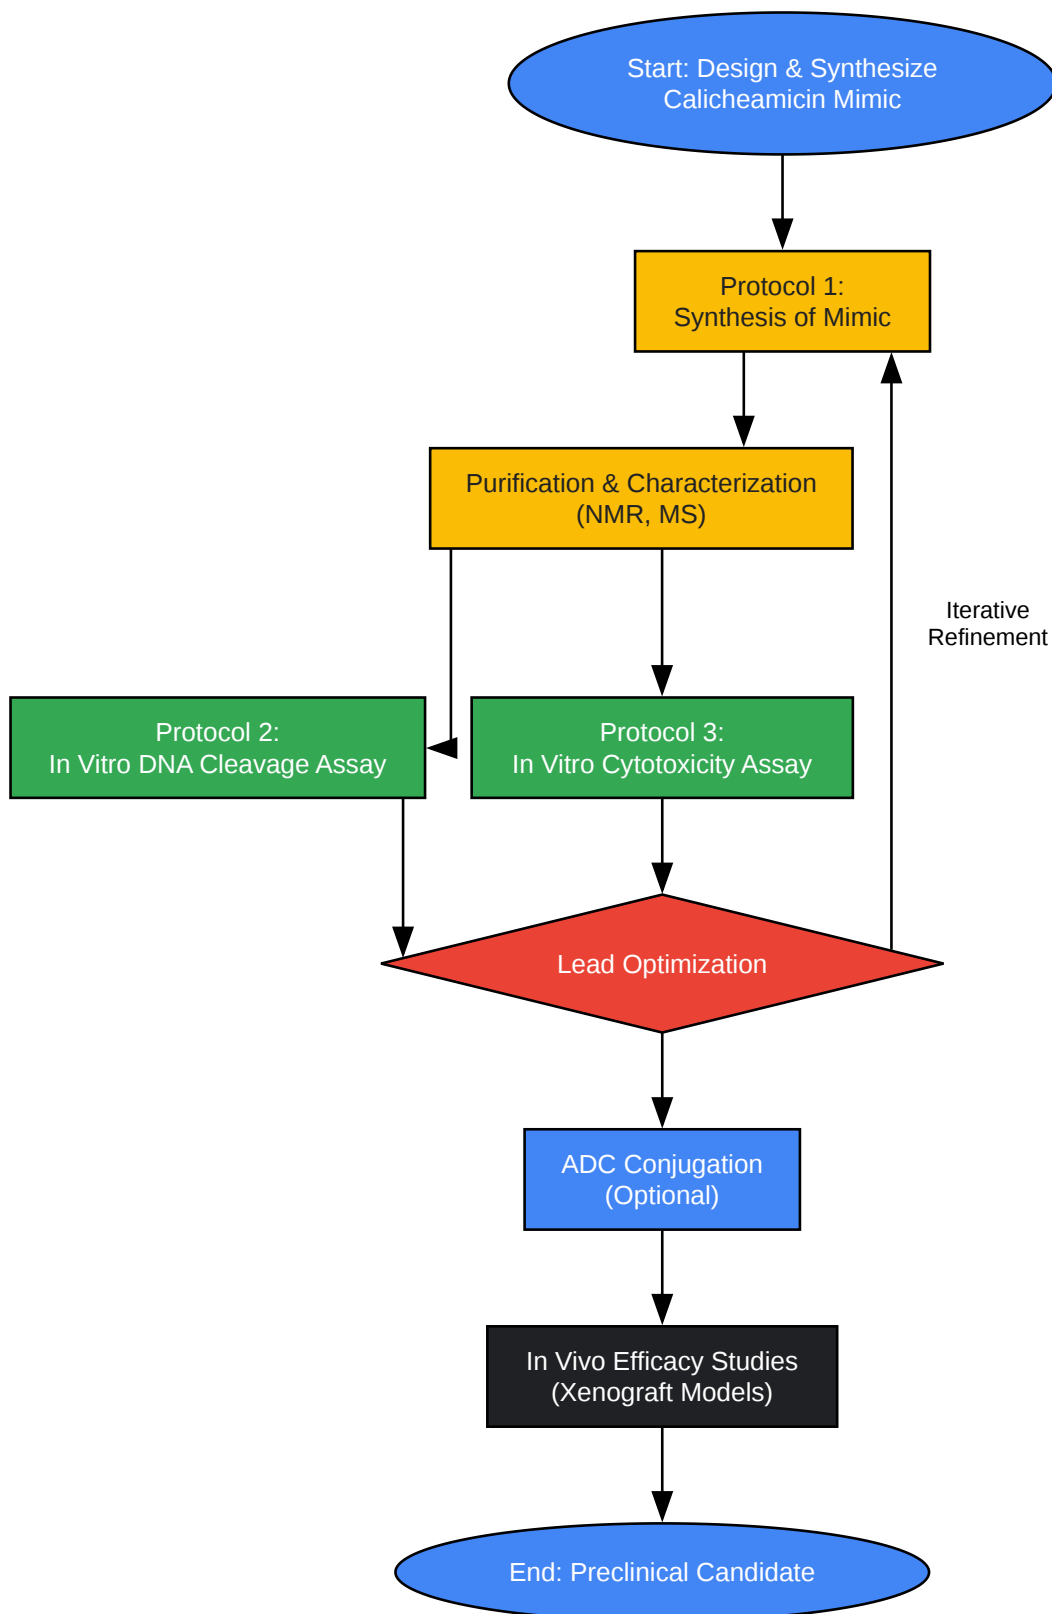 Start: Design & Synthesize
Calicheamicin Mimic
Protocol 1:
Synthesis of Mimic
Purification & Characterization
(NMR, MS)
Iterative
Refinement
Protocol 2:
In Vitro DNA Cleavage Assay
Protocol 3:
In Vitro Cytotoxicity Assay
Lead Optimization
ADC Conjugation
(Optional)
In Vivo Efficacy Studies
(Xenograft Models)
End: Preclinical Candidate